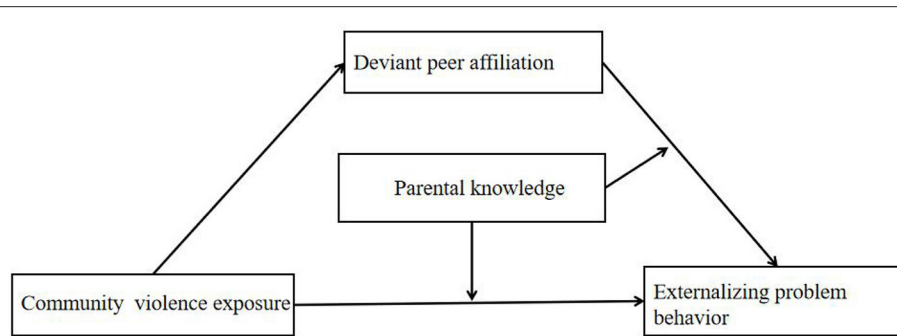 Deviant peer affiliation
Parental knowledge
Community violence exposure
Externalizing problem
behavior